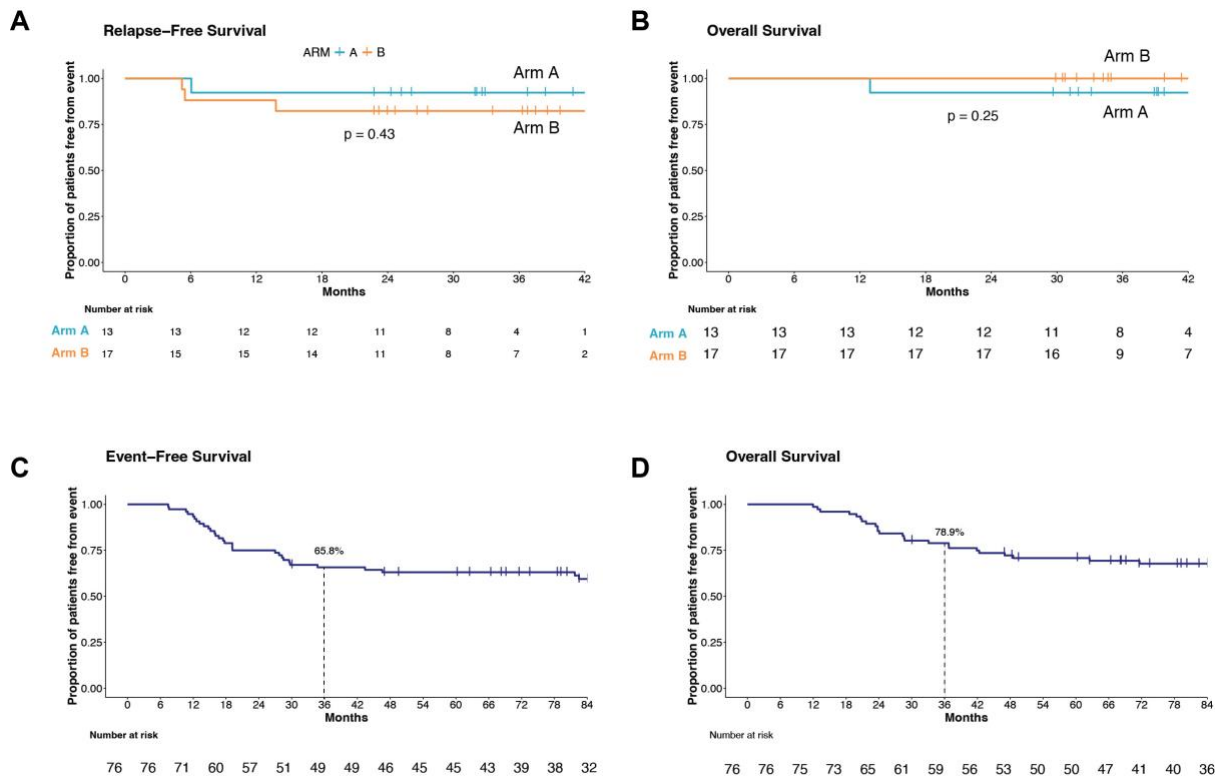 A
Relapse–Free Survival
ARM A B
Proportion of patients free from event
1.00
0.75
0.50
0.25
0.00
Arm A
Arm B
p = 0.43
0 6 12 18 24 30 36 42
Months
Number at risk
Arm A 13 13 12 12 11 8 4 1
Arm B 17 15 15 14 11 8 7 2
B
Overall Survival
Proportion of patients free from event
1.00
0.75
0.50
0.25
0.00
Arm B
Arm A
p = 0.25
0 6 12 18 24 30 36 42
Months
Number at risk
Arm A 13 13 13 12 12 11 8 4
Arm B 17 17 17 17 17 16 9 7
C
Event–Free Survival
Proportion of patients free from event
1.00
0.75
0.50
0.25
0.00
65.8%
0 6 12 18 24 30 36 42 48 54 60 66 72 78 84
Months
Number at risk
76 76 71 60 57 51 49 49 46 45 45 43 39 38 32
D
Overall Survival
Proportion of patients free from event
1.00
0.75
0.50
0.25
0.00
78.9%
0 6 12 18 24 30 36 42 48 54 60 66 72 78 84
Months
Number at risk
76 76 75 73 65 61 59 56 53 50 50 47 41 40 36